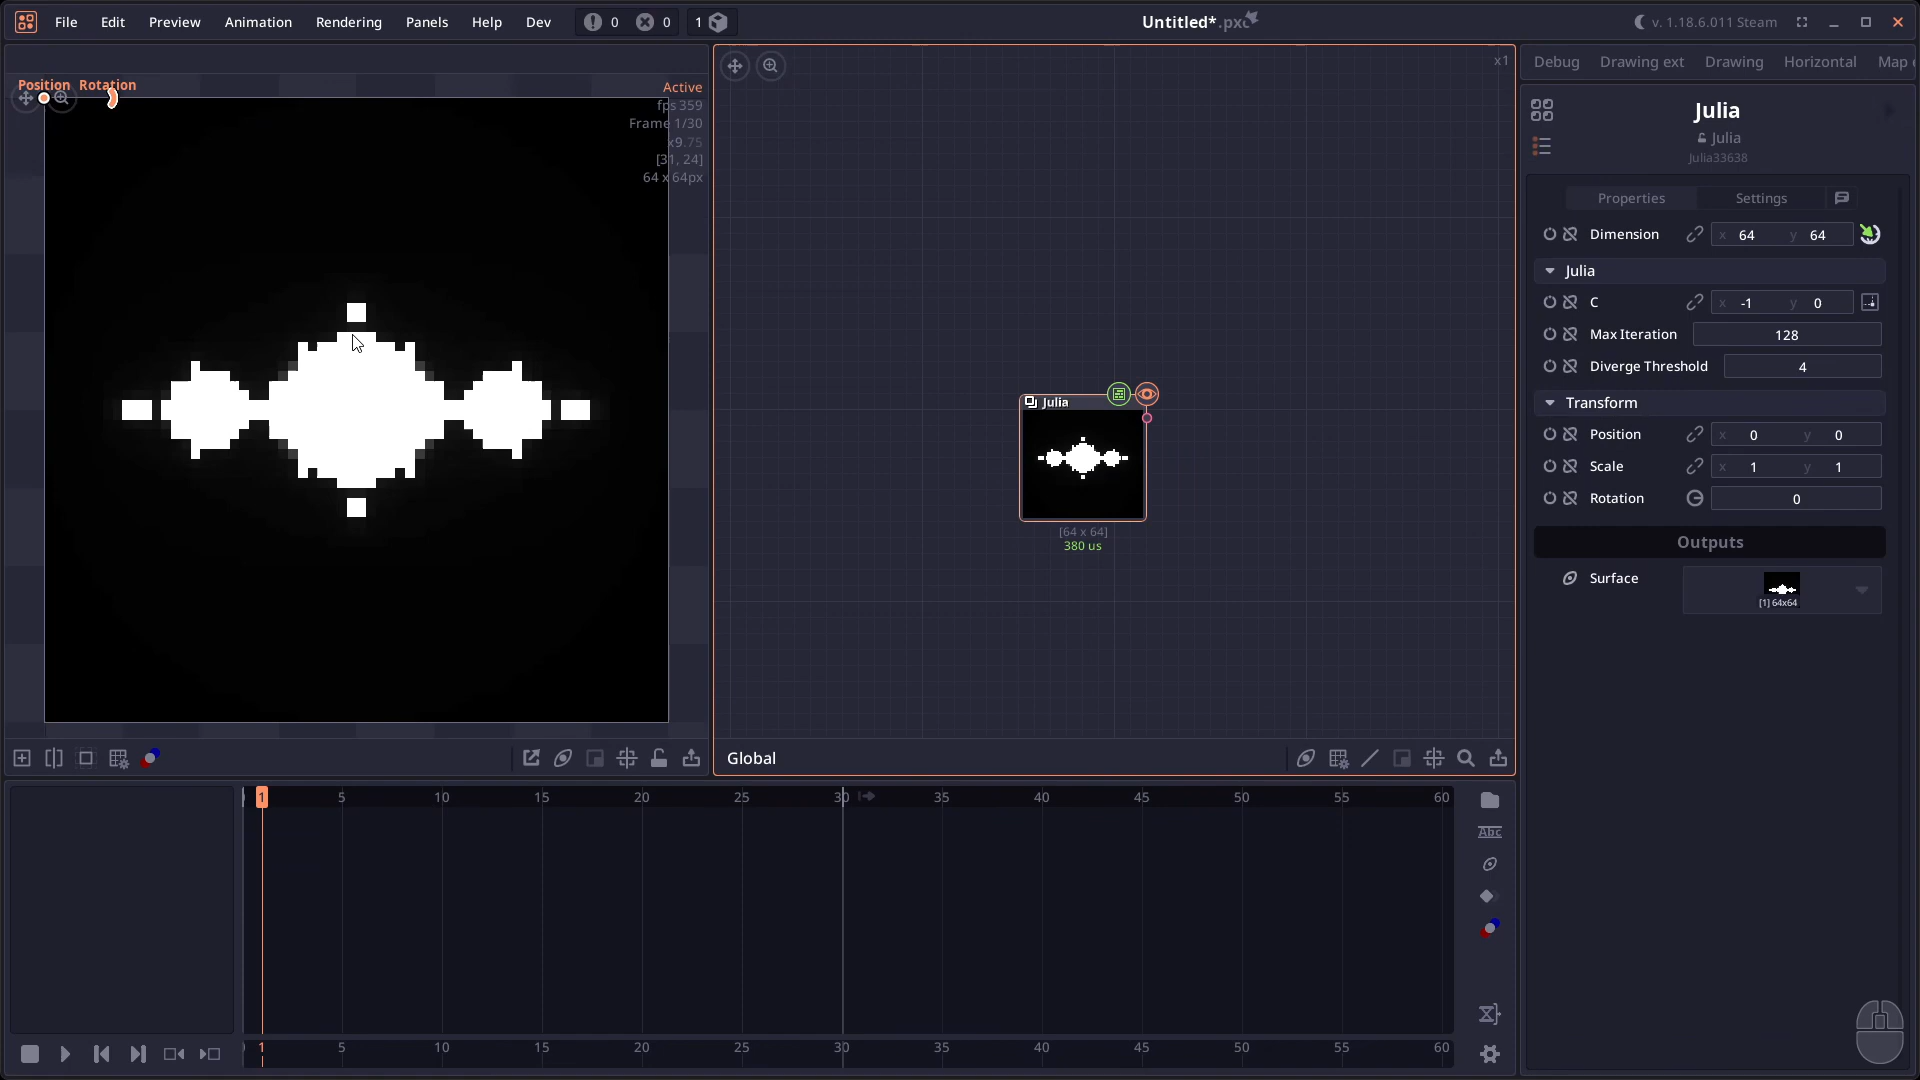 File Edit Preview Animation Rendering Panels Help Dev 0 0 1 Untitled*.pxc v. 1.18.6.011 Steam
Position Rotation
Active
fps 359
Frame 1/30
x9.75
[31, 24]
64 x 64px
x1
Julia
[64 x 64]
380 us
Global
Debug Drawing ext Drawing Horizontal Map
Julia
Julia
Julia33638
Properties Settings
Dimension x 64 y 64
Julia
C x -1 y 0
Max Iteration 128
Diverge Threshold 4
Transform
Position x 0 y 0
Scale x 1 y 1
Rotation 0
Outputs
Surface
[1] 64x64
1 5 10 15 20 25 30 35 40 45 50 55 60
Abc
1 5 10 15 20 25 30 35 40 45 50 55 60